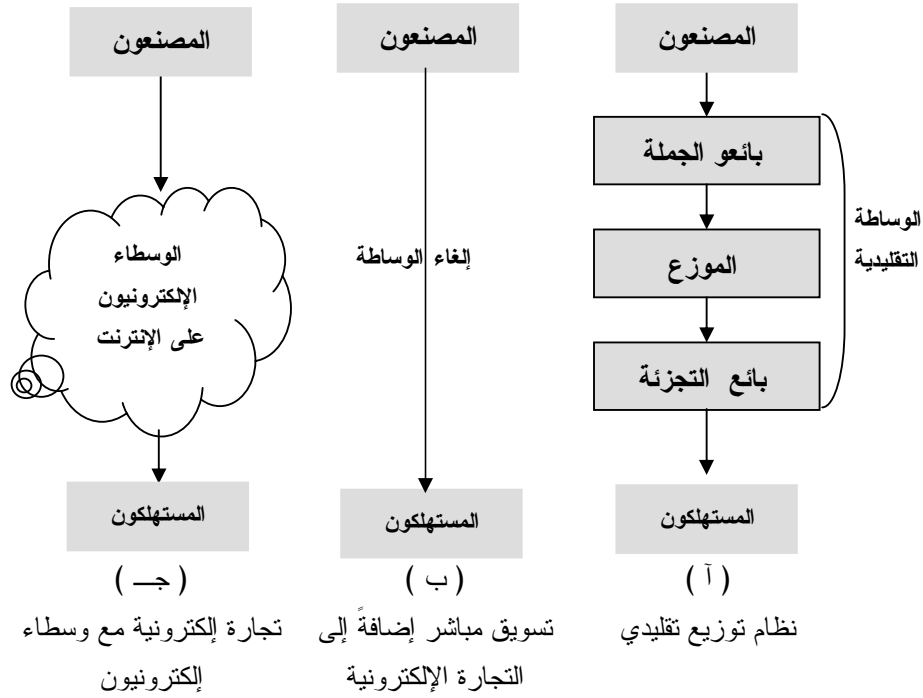 المصنعون
بائعو الجملة
الموزع
بائع التجزئة
الوساطة
التقليدية
المستهلكون
( آ )
نظام توزيع تقليدي
المصنعون
إلغاء الوساطة
المستهلكون
( ب )
تسويق مباشر إضافةً إلى
التجارة الإلكترونية
المصنعون
الوسطاء
الإلكترونيون
على الإنترنت
المستهلكون
( جـــ )
تجارة إلكترونية مع وسطاء
إلكترونيون